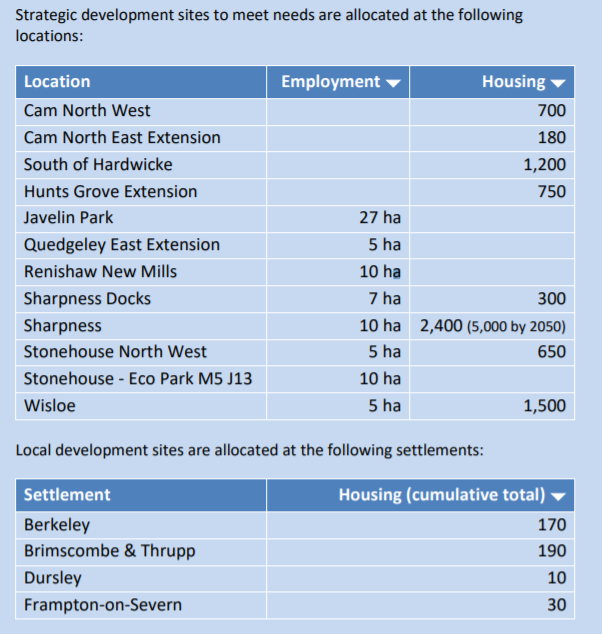 Strategic development sites to meet needs are allocated at the following
locations:
Location Employment Housing
Cam North West 700
Cam North East Extension 180
South of Hardwicke 1,200
Hunts Grove Extension 750
Javelin Park 27 ha
Quedgeley East Extension 5 ha
Renishaw New Mills 10 ha
Sharpness Docks 7 ha 300
Sharpness 10 ha 2,400 (5,000 by 2050)
Stonehouse North West 5 ha 650
Stonehouse - Eco Park M5 J13 10 ha
Wisloe 5 ha 1,500
Local development sites are allocated at the following settlements:
Settlement Housing (cumulative total)
Berkeley 170
Brimscombe & Thrupp 190
Dursley 10
Frampton-on-Severn 30